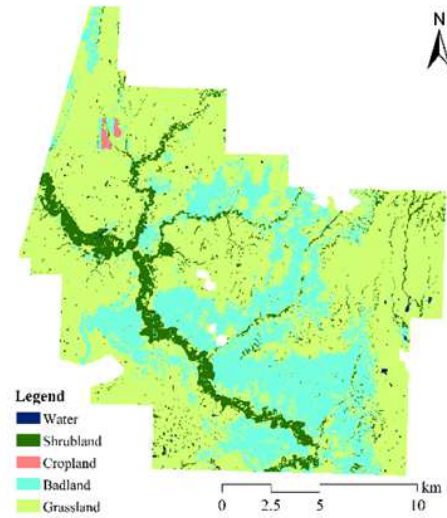 N
Legend
Water
Shrubland
Cropland
Badland
Grassland
km
0 2.5 5 10